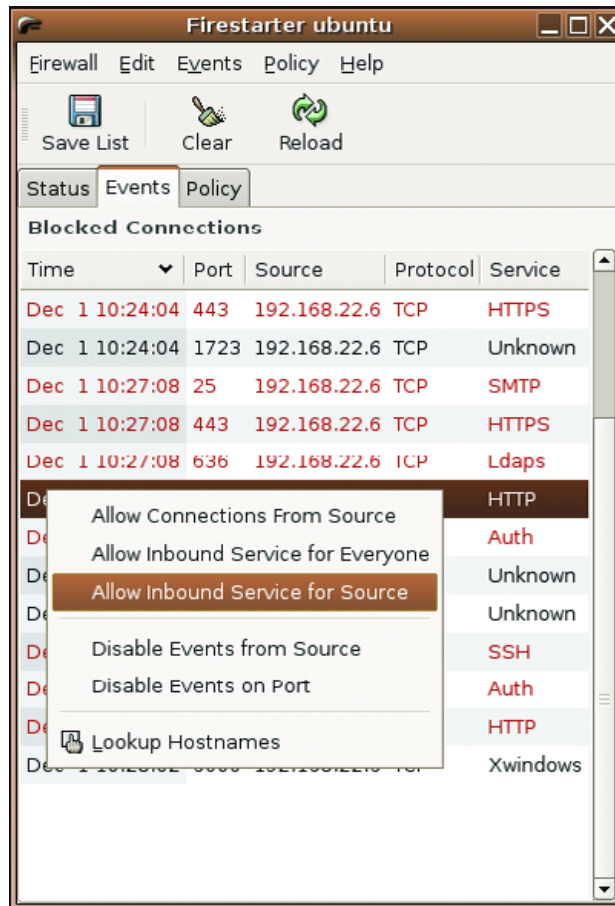 Firestarter ubuntu
Firewall Edit Events Policy Help
Save List Clear Reload
Status Events Policy
Blocked Connections
Time Port Source Protocol Service
Dec 1 10:24:04 443 192.168.22.6 TCP HTTPS
Dec 1 10:24:04 1723 192.168.22.6 TCP Unknown
Dec 1 10:27:08 25 192.168.22.6 TCP SMTP
Dec 1 10:27:08 443 192.168.22.6 TCP HTTPS
Dec 1 10:27:08 636 192.168.22.6 TCP Ldaps
HTTP
Allow Connections From Source
Auth
Allow Inbound Service for Everyone
Unknown
Allow Inbound Service for Source
Unknown
Disable Events from Source
SSH
Disable Events on Port
Auth
HTTP
Lookup Hostnames
Xwindows